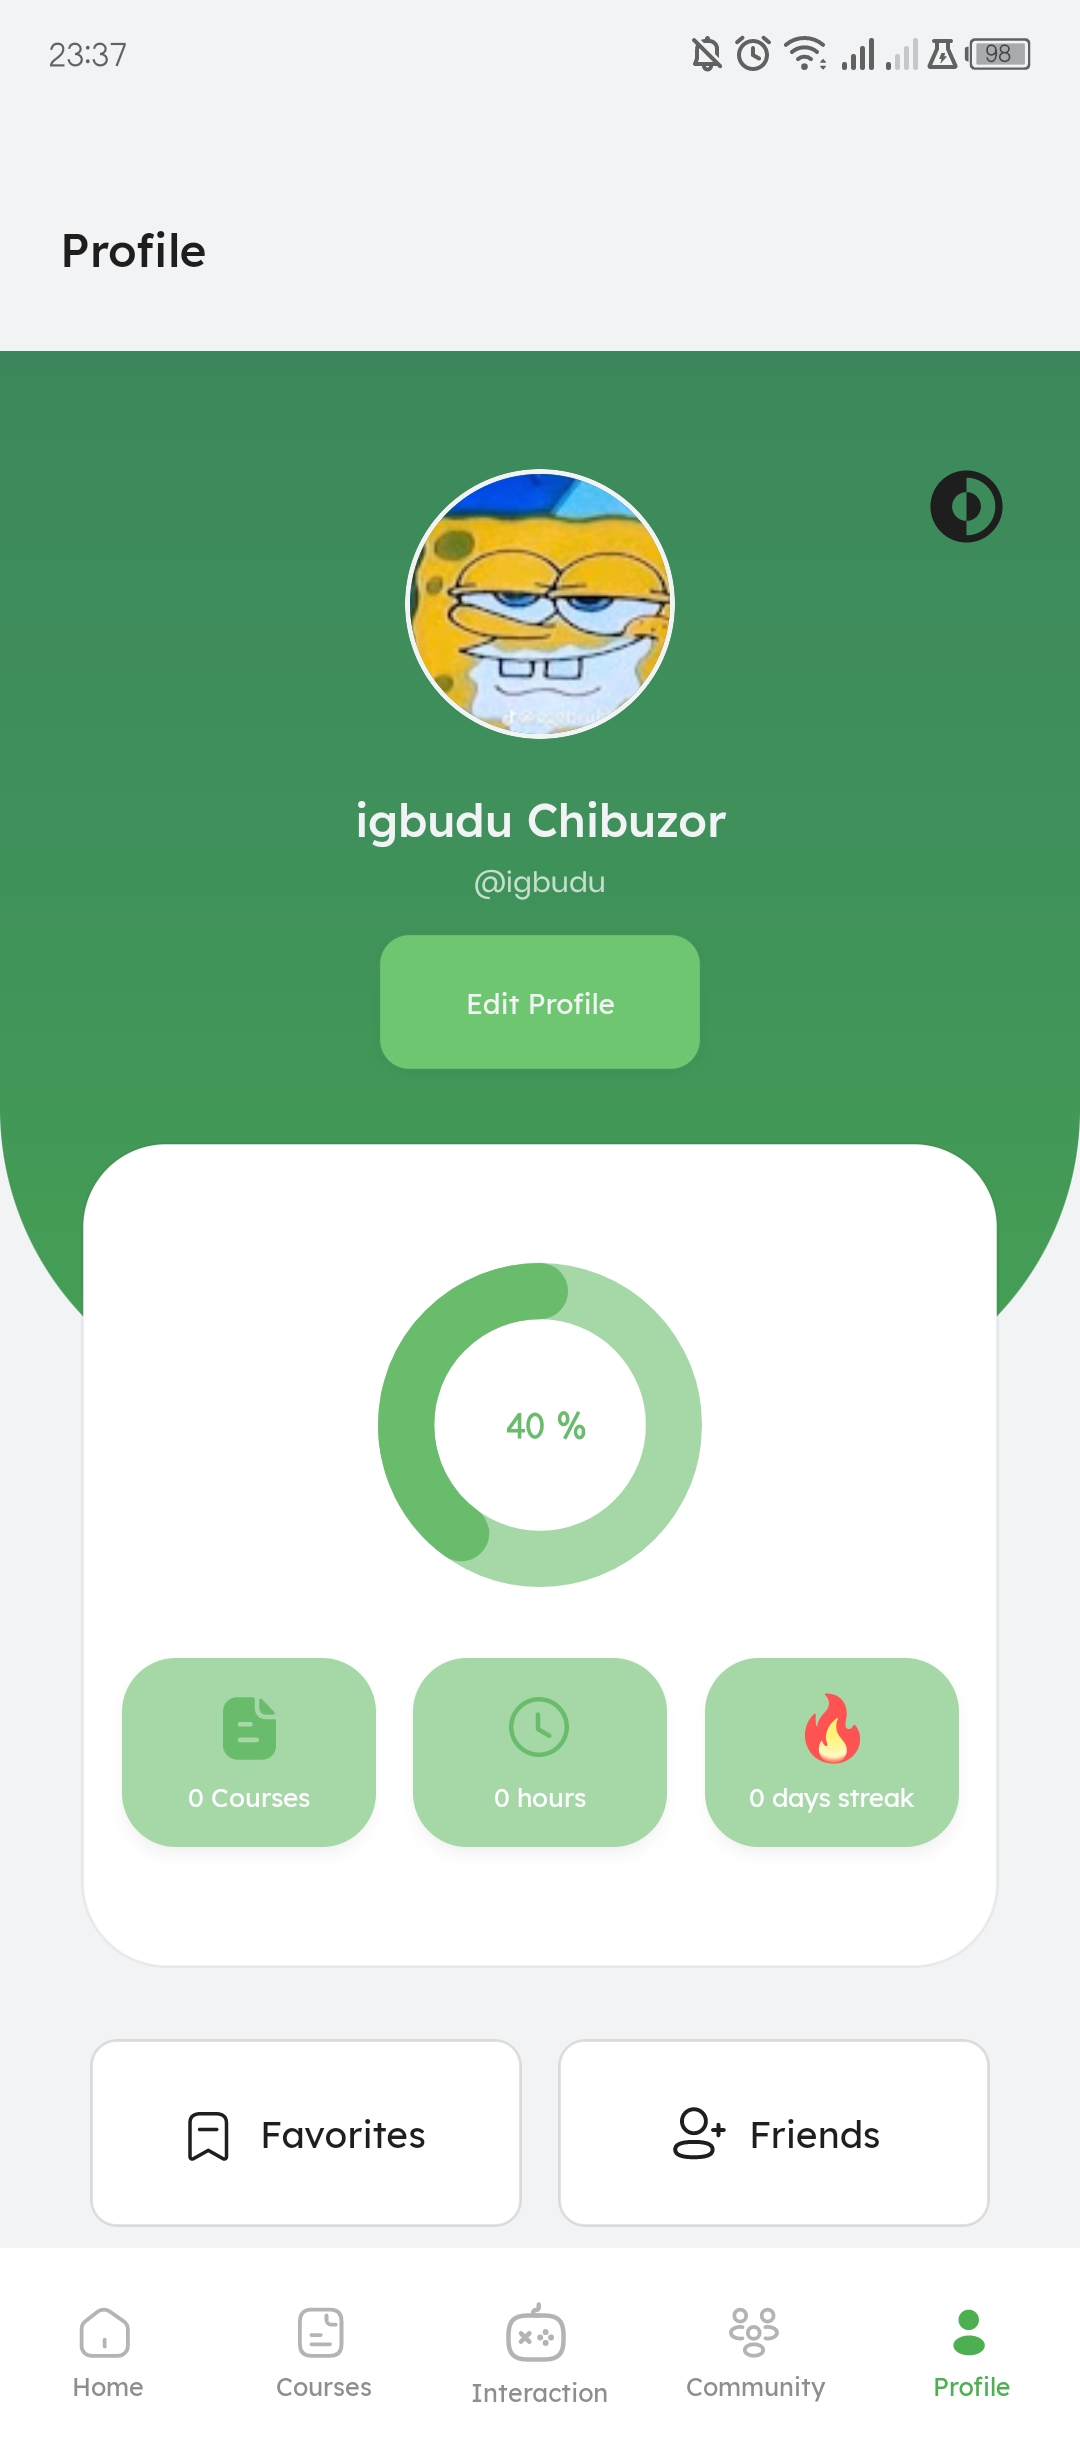 23:37
98
Profile
igbudu Chibuzor
@igbudu
Edit Profile
40 %
0 Courses
0 hours
0 days streak
Favorites
Friends
Home
Courses
Interaction
Community
Profile